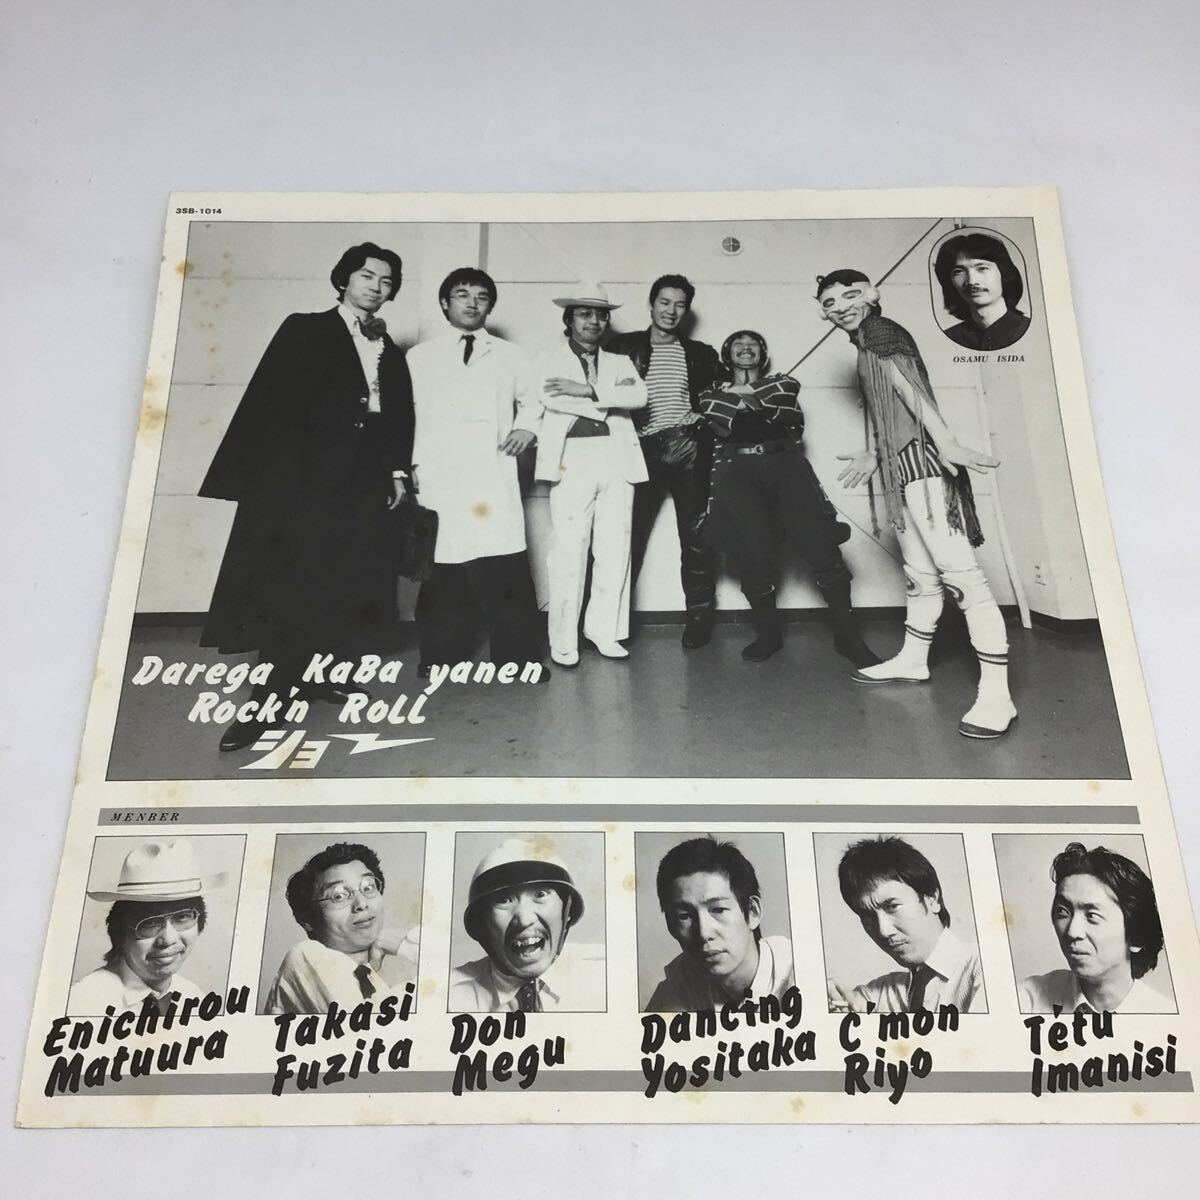 3SB-1014
OSAMU ISIDA
Darega KaBa yanen
Rock'n Roll
ショー
MENBER
Enichirou
Matuura
Takasi
Fuzita
Don
Megu
Dancing
Yositaka
C'mon
Riyo
Tétu
Imanisi